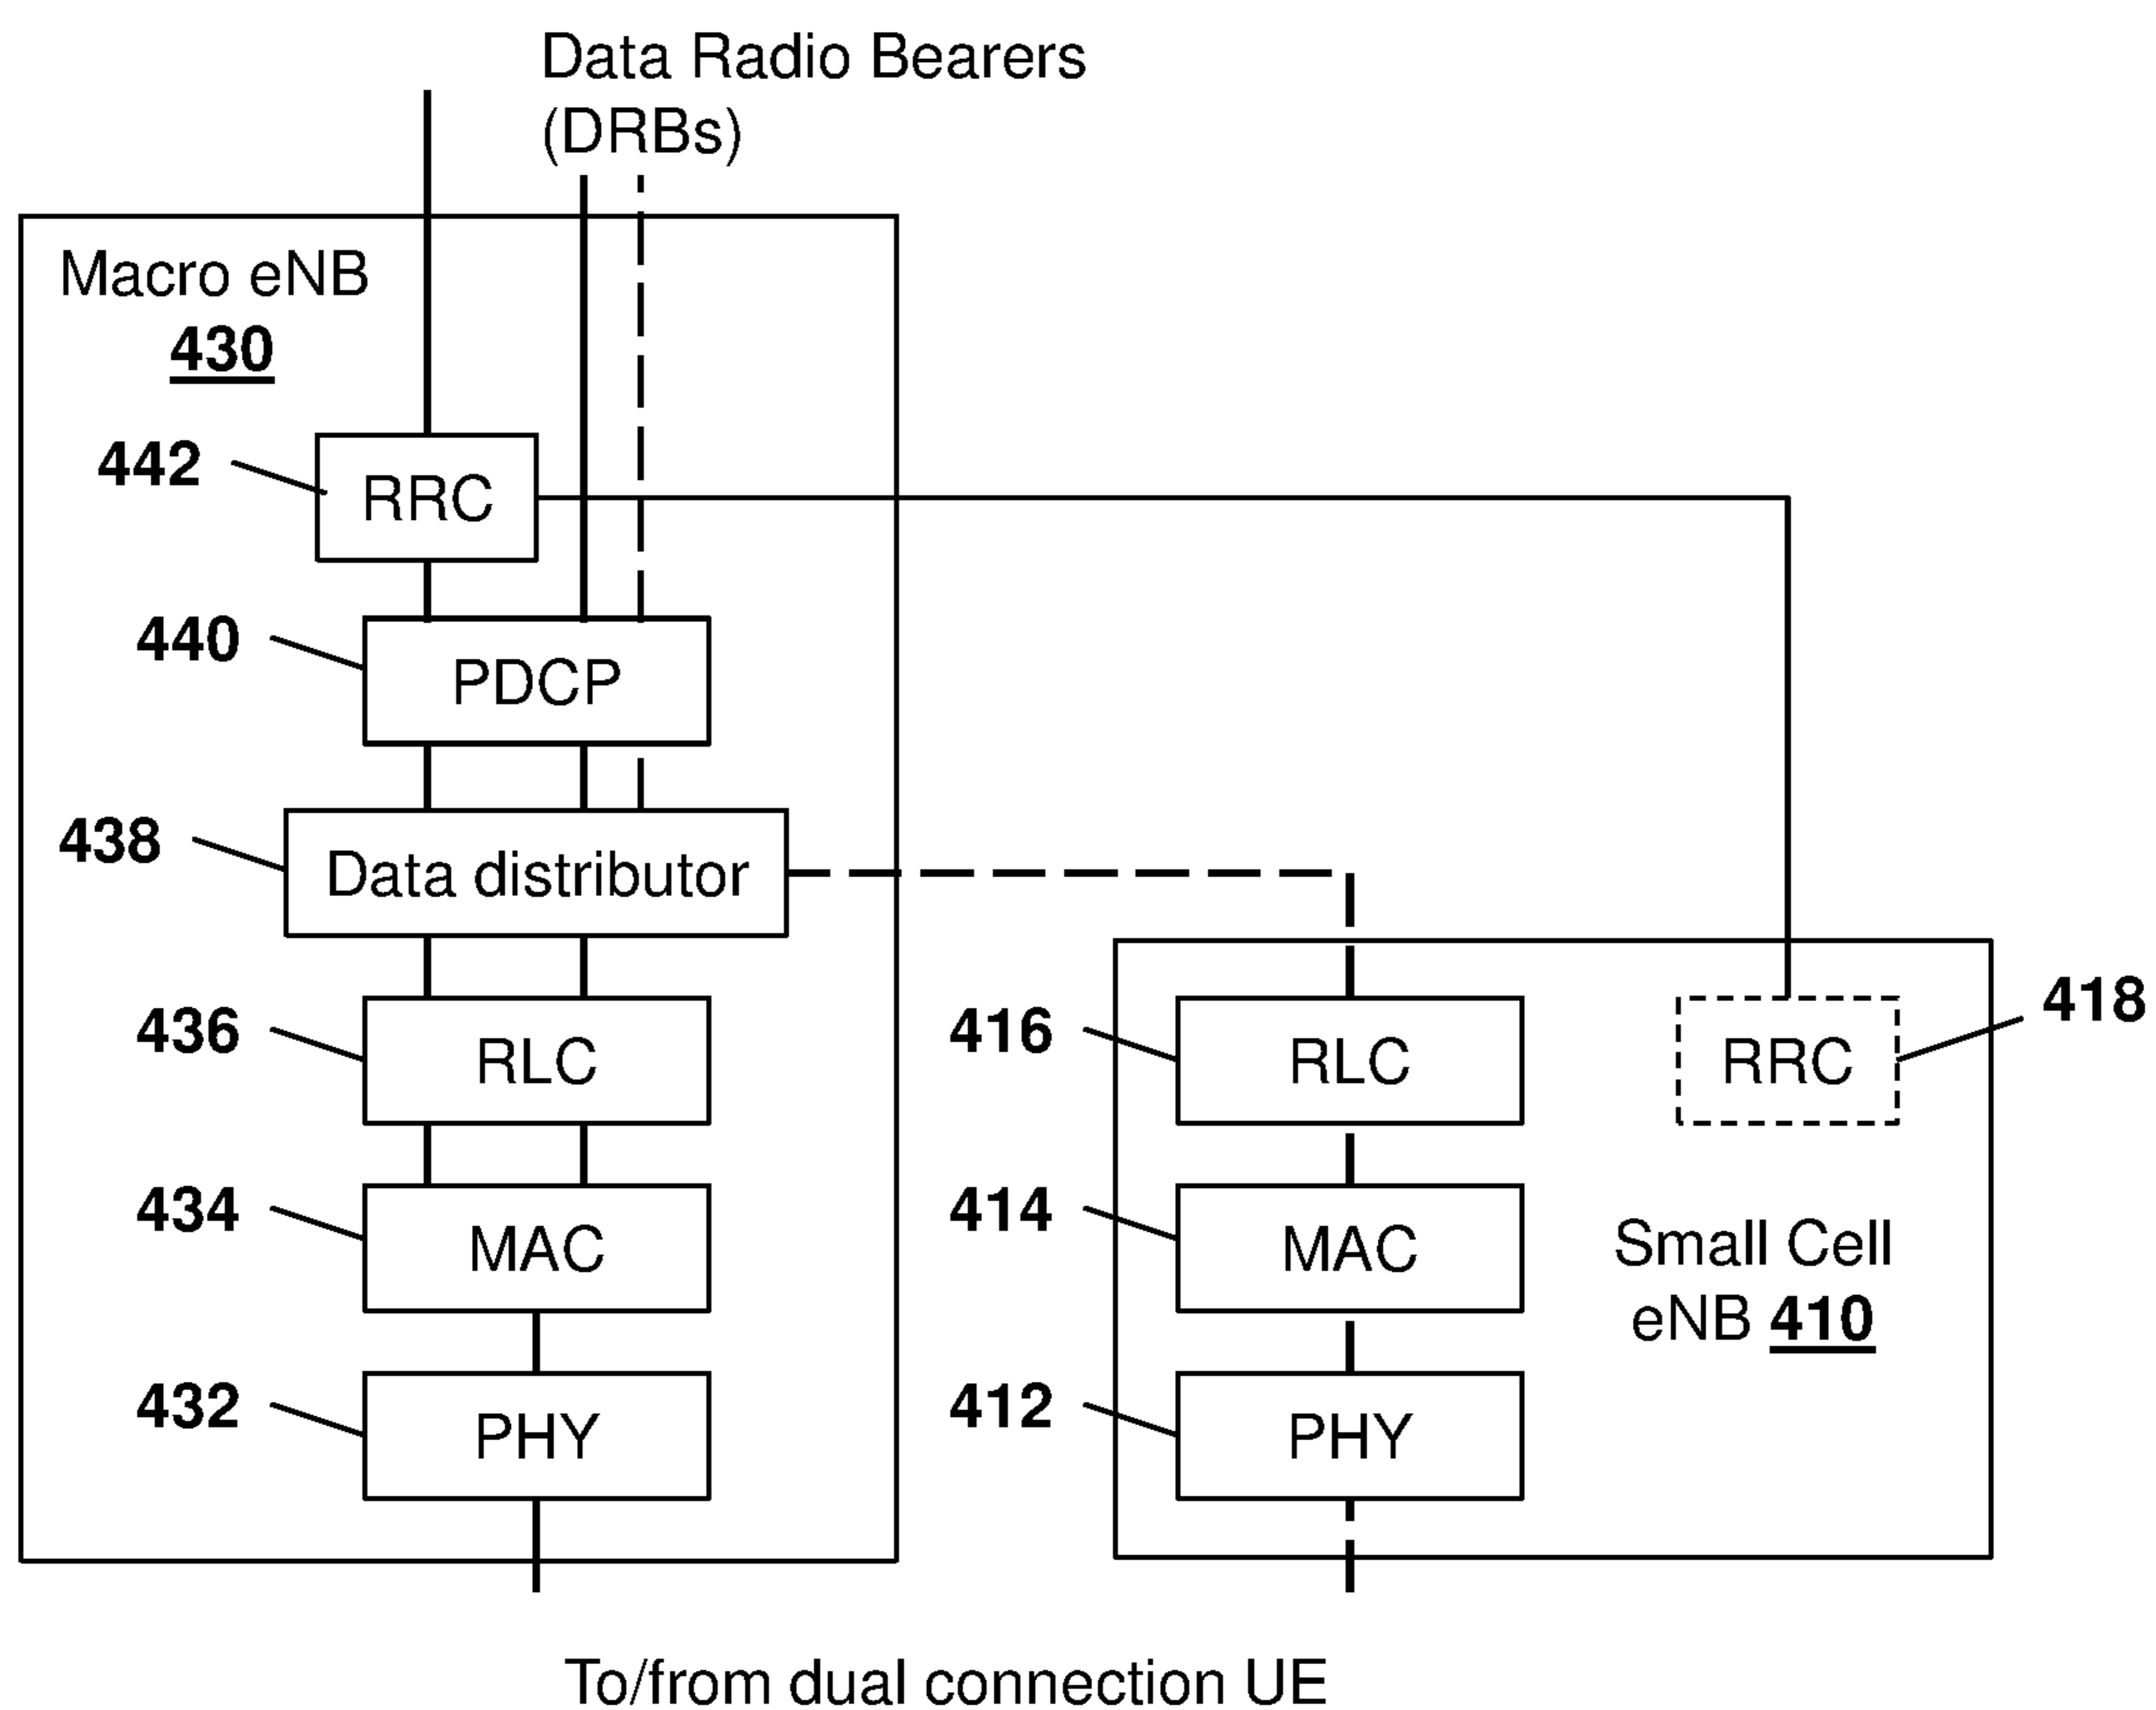 Data Radio Bearers
(DRBs)
Macro eNB
430
442
RRC
440
PDCP
438
Data distributor
436
RLC
416
RLC
RRC
418
434
MAC
414
MAC
Small Cell
eNB 410
432
PHY
412
PHY
To/from dual connection UE